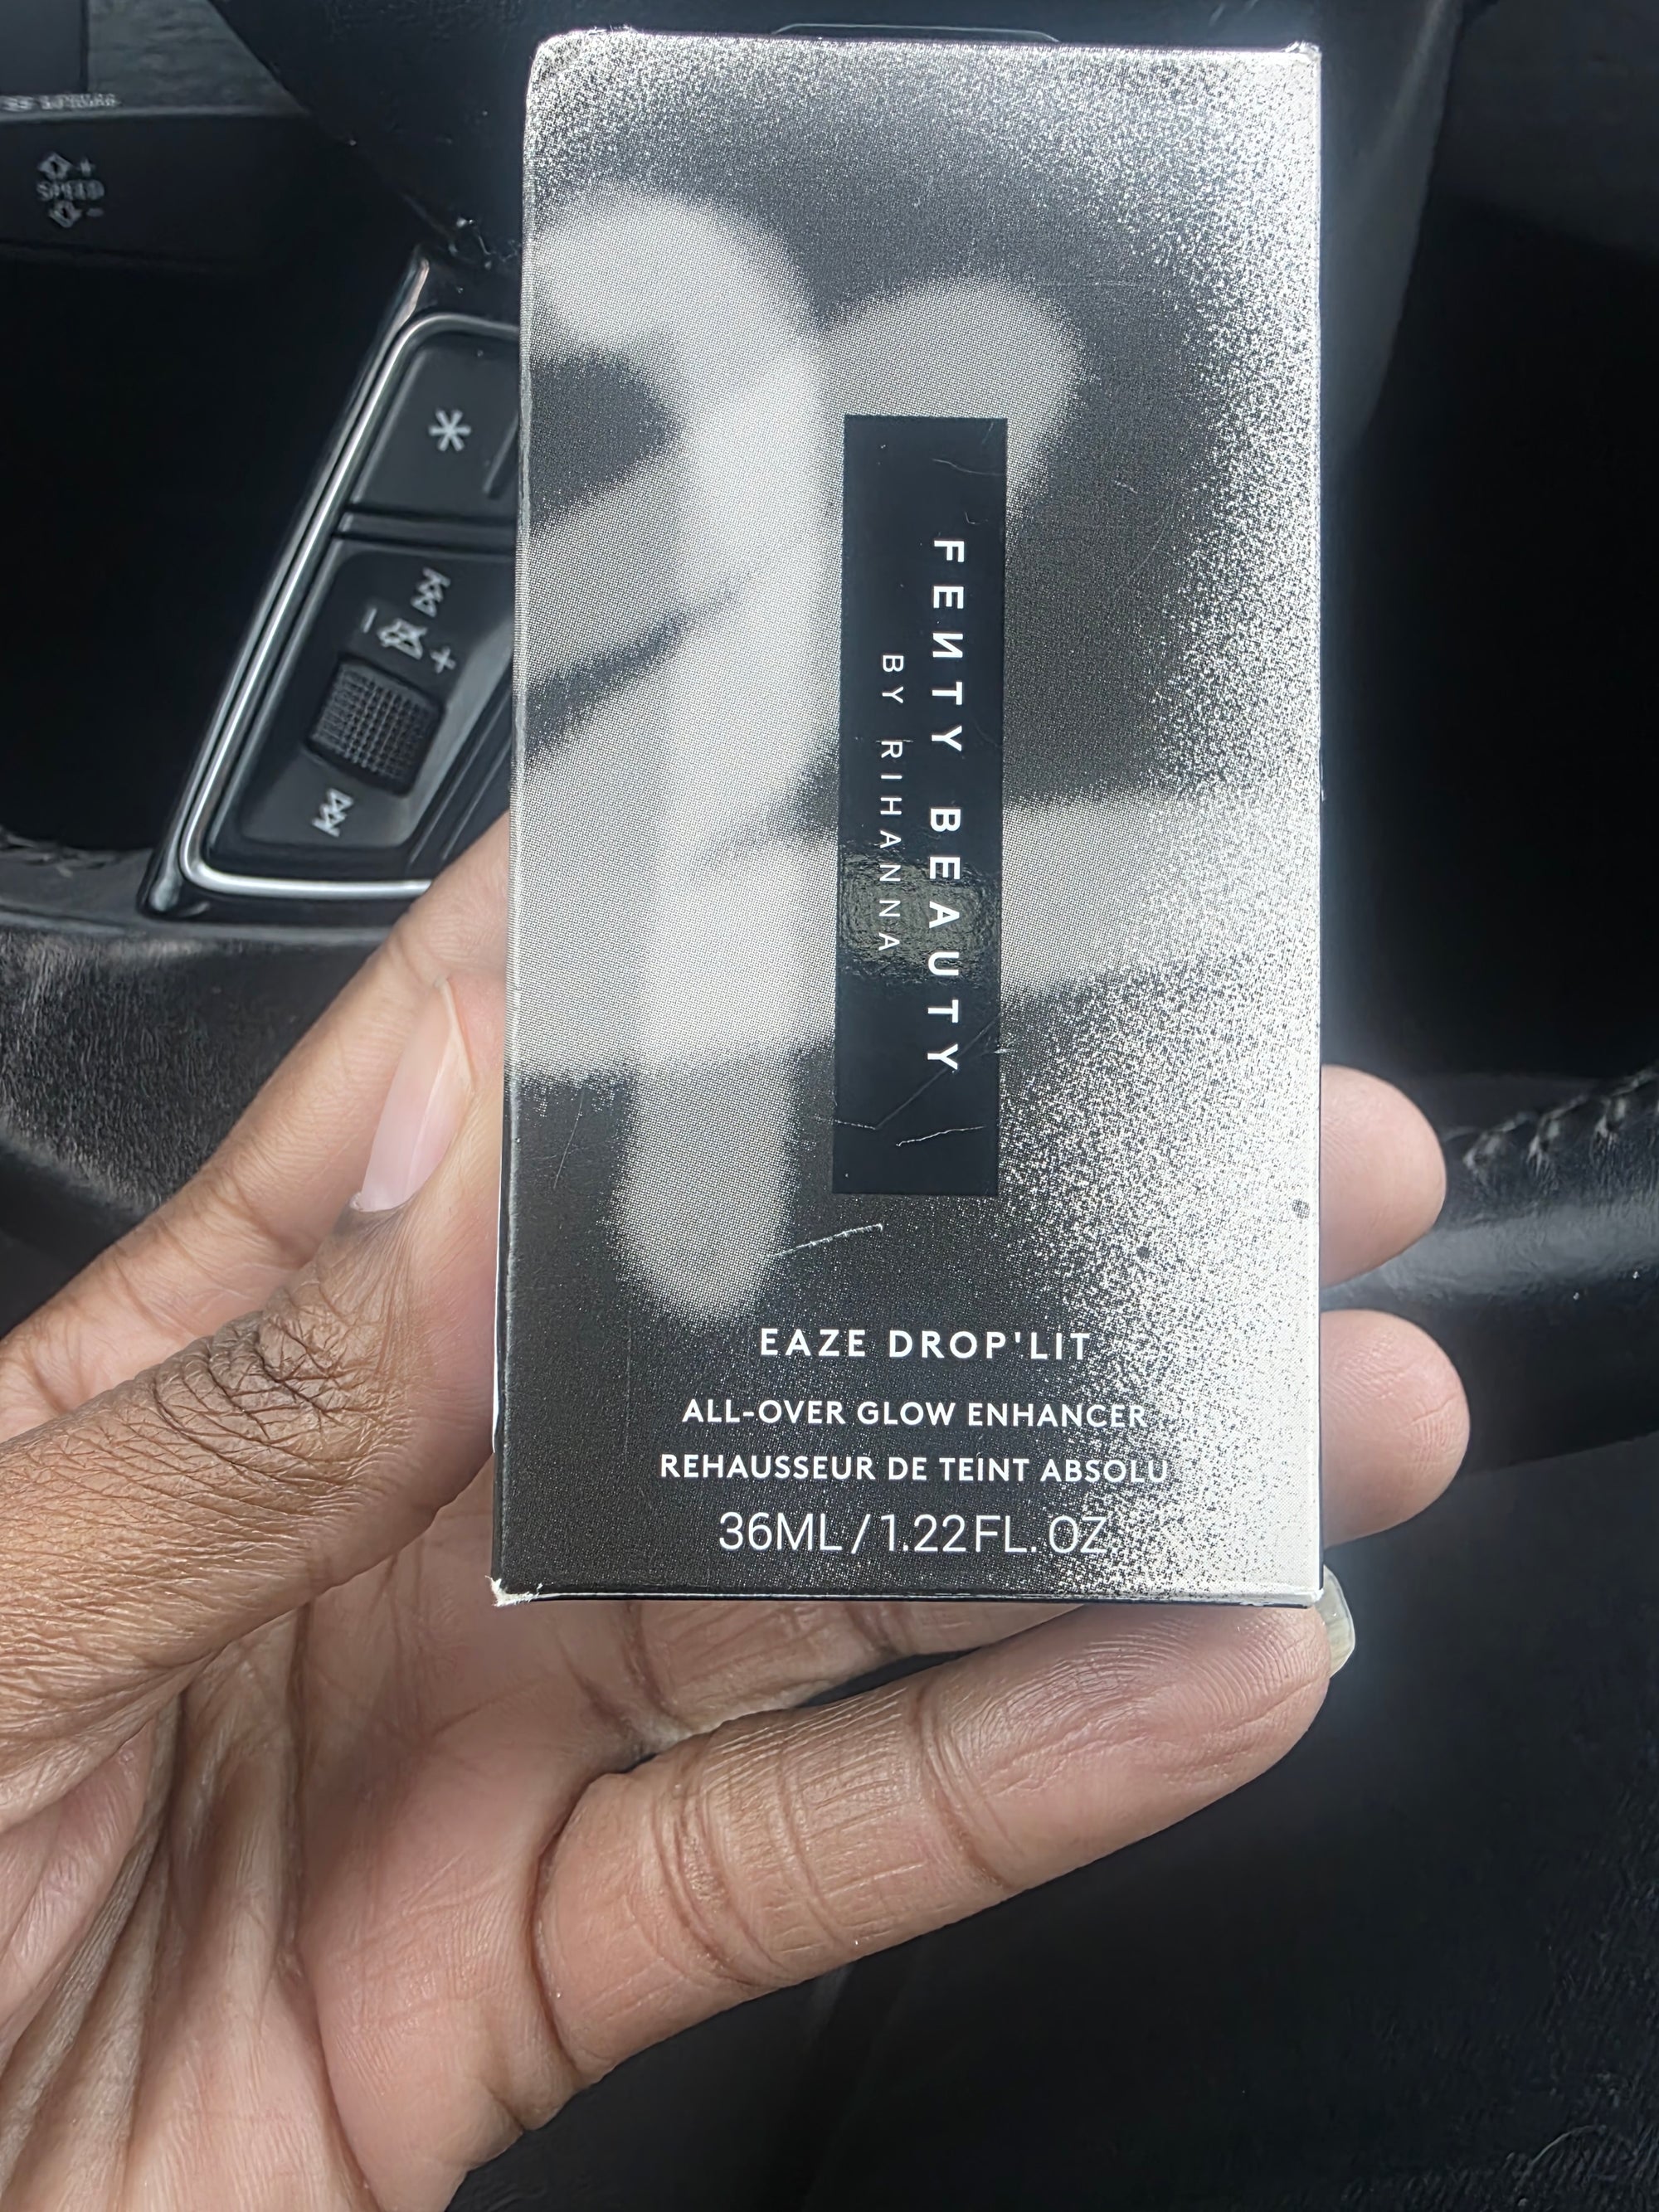 SPEED
FENTY BEAUTY
BY RIHANNA
EAZE DROP'LIT
ALL-OVER GLOW ENHANCER
REHAUSSEUR DE TEINT ABSOLU
36ML/1.22FL.OZ